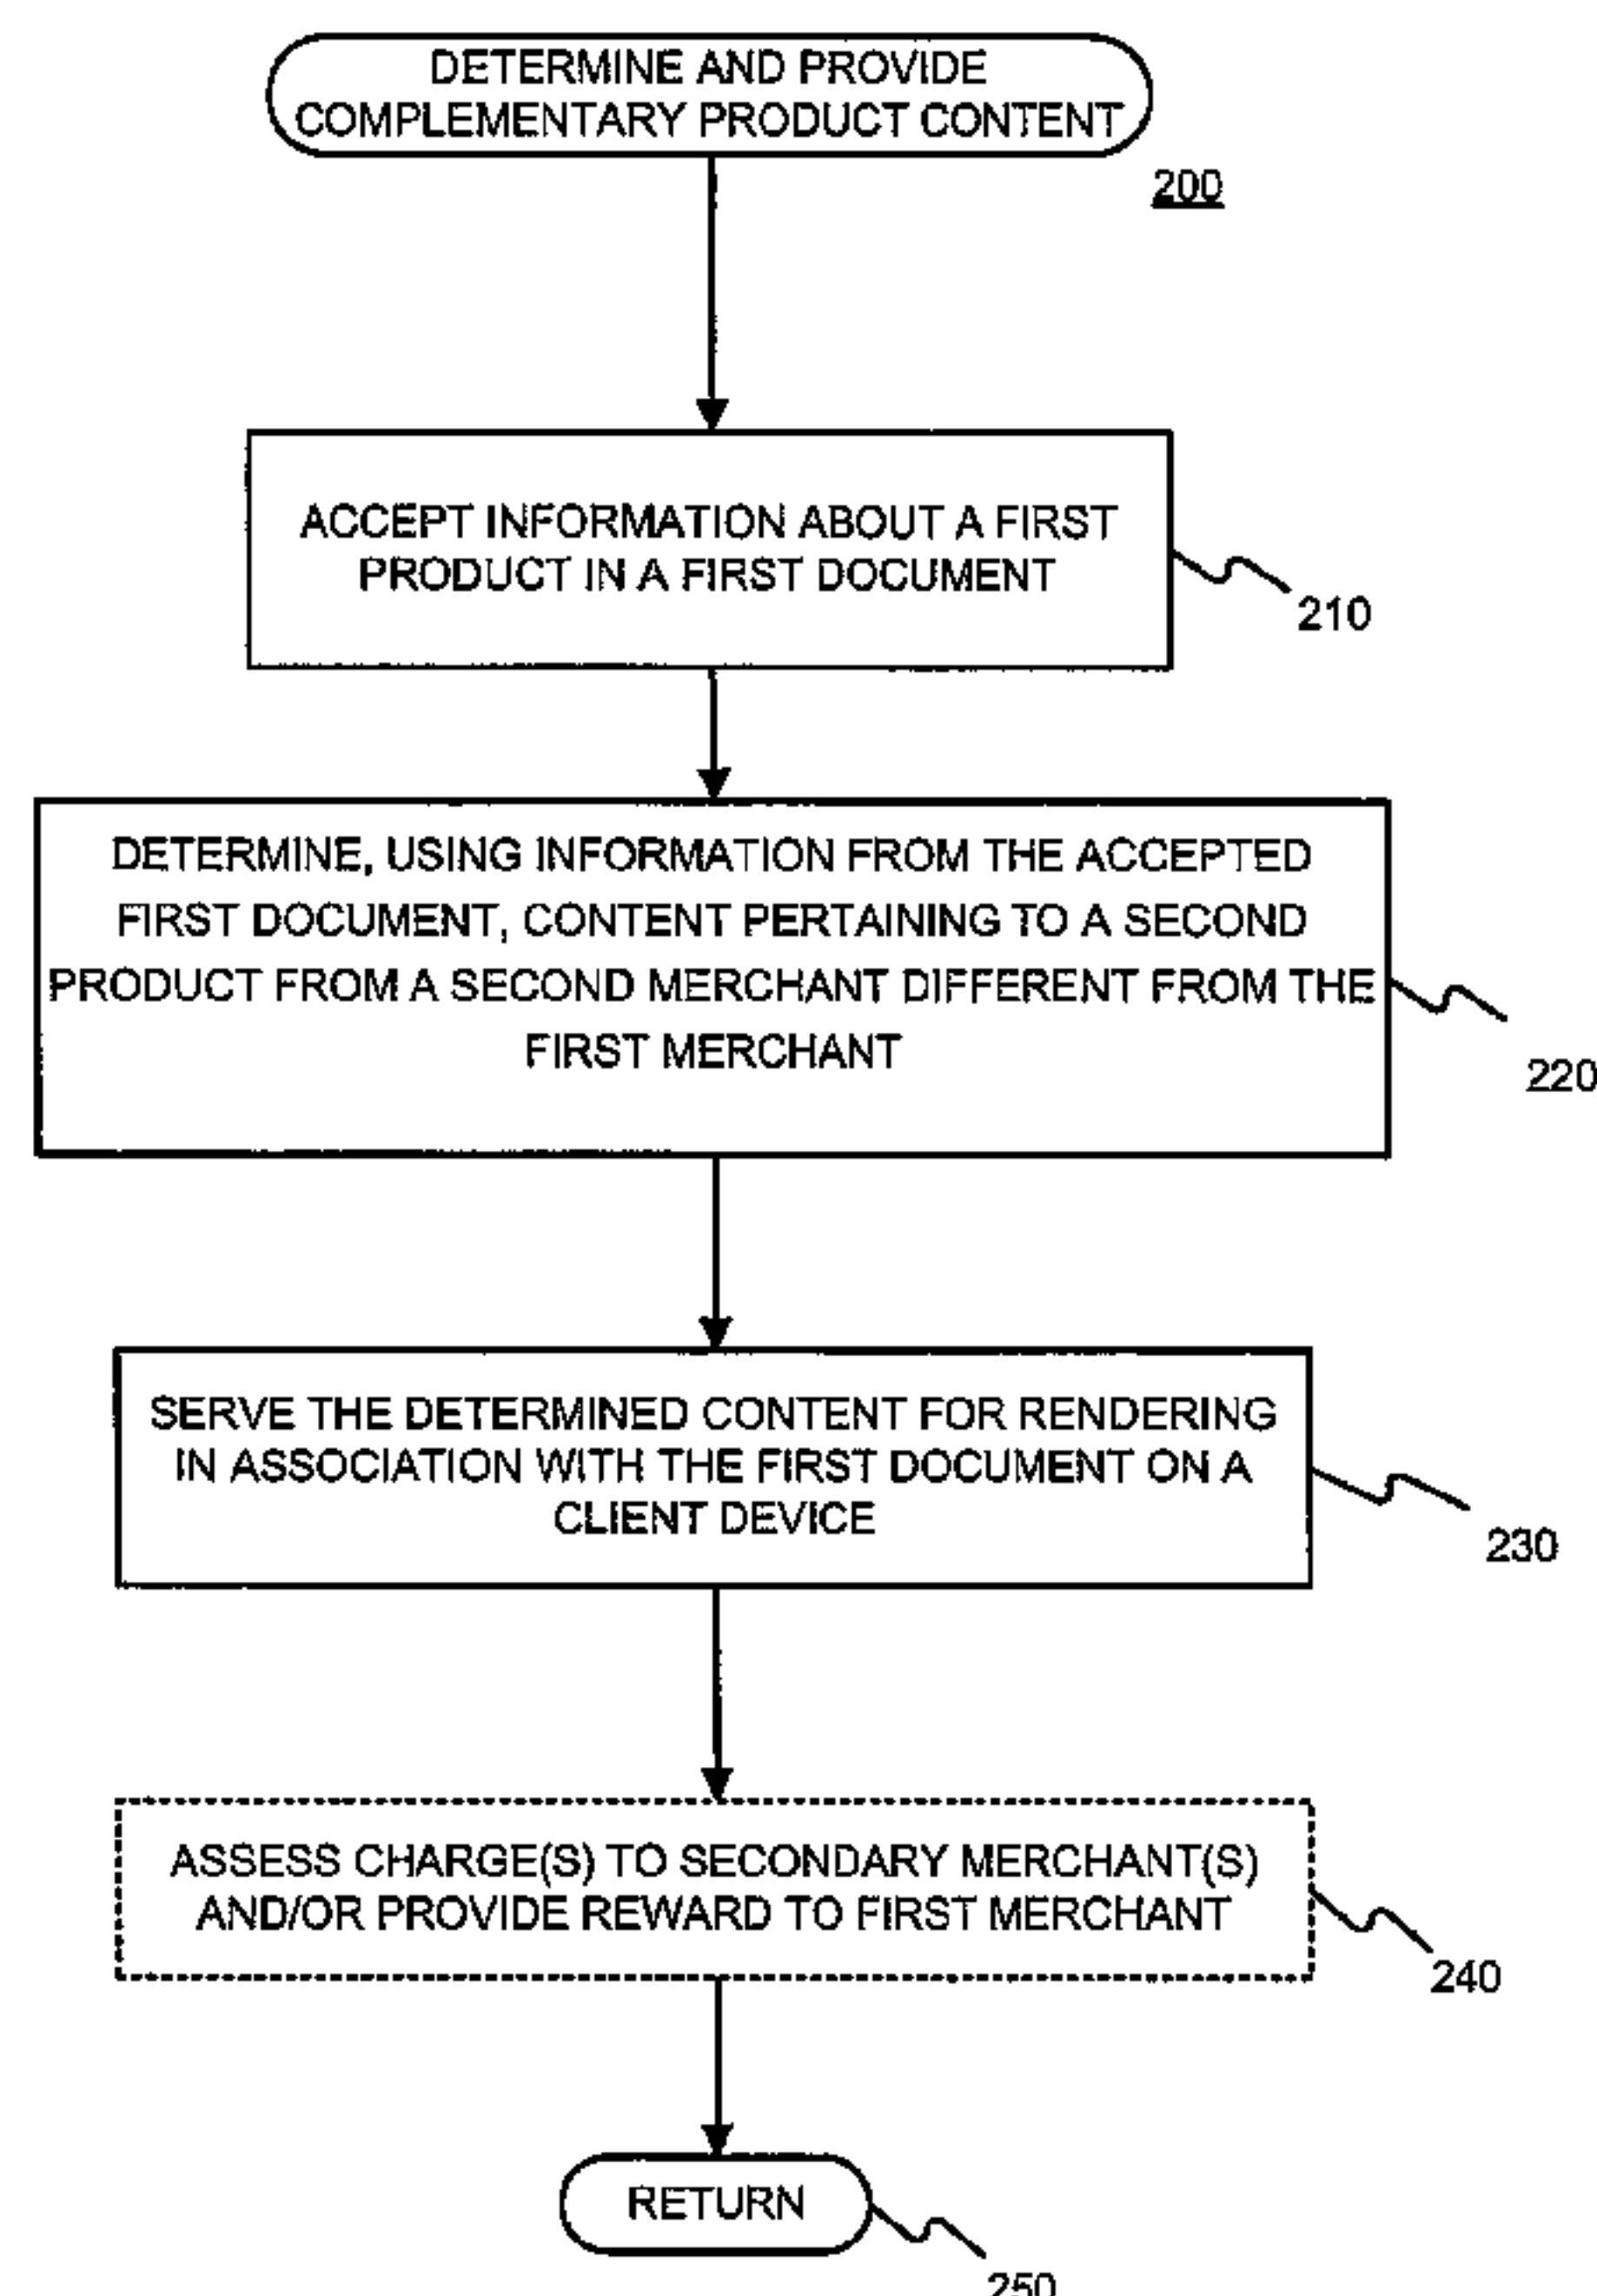 DETERMINE AND PROVIDE
COMPLEMENTARY PRODUCT CONTENT
200
ACCEPT INFORMATION ABOUT A FIRST
PRODUCT IN A FIRST DOCUMENT
210
DETERMINE, USING INFORMATION FROM THE ACCEPTED
FIRST DOCUMENT, CONTENT PERTAINING TO A SECOND
PRODUCT FROM A SECOND MERCHANT DIFFERENT FROM THE
FIRST MERCHANT
220
SERVE THE DETERMINED CONTENT FOR RENDERING
IN ASSOCIATION WITH THE FIRST DOCUMENT ON A
CLIENT DEVICE
230
ASSESS CHARGE(S) TO SECONDARY MERCHANT(S)
AND/OR PROVIDE REWARD TO FIRST MERCHANT
240
RETURN
250